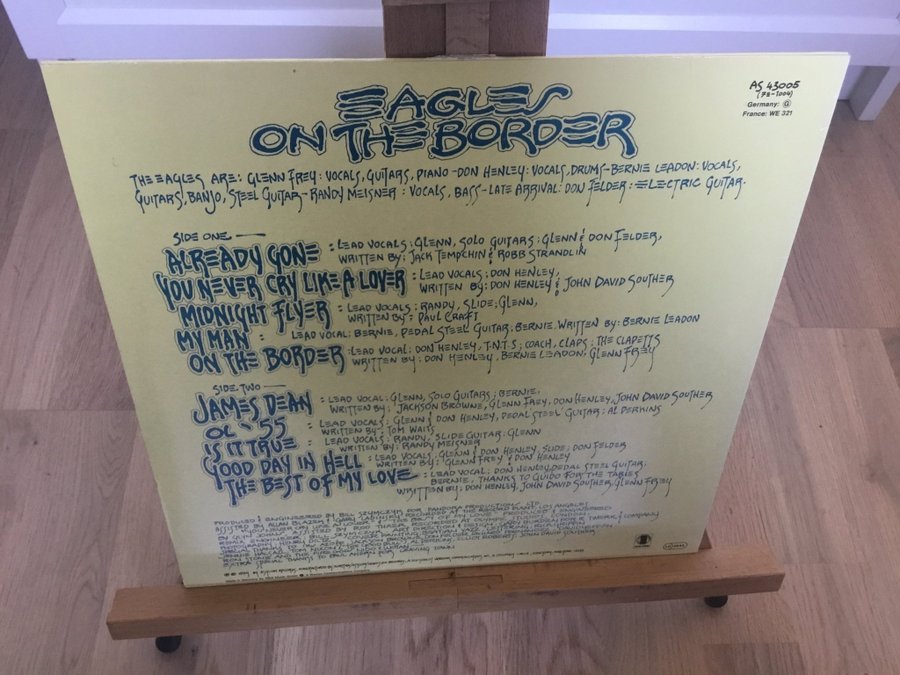 EAGLES
ON THE BORDER
AS 43005
(7E-1004)
Germany: G
France: WE 321
THE EAGLES ARE: GLENN FREY: VOCALS, GUITARS, PIANO - DON HENLEY: VOCALS, DRUMS - BERNIE LEADON: VOCALS,
GUITARS, BANJO, STEEL GUITAR - RANDY MEISNER: VOCALS, BASS - LATE ARRIVAL: DON FELDER: ELECTRIC GUITAR.
SIDE ONE
ALREADY GONE : LEAD VOCALS: GLENN, SOLO GUITARS: GLENN & DON FELDER,
WRITTEN BY: JACK TEMPCHIN & ROBB STRANDLIN
YOU NEVER CRY LIKE A LOVER : LEAD VOCALS: DON HENLEY,
WRITTEN BY: DON HENLEY & JOHN DAVID SOUTHER
MIDNIGHT FLYER : LEAD VOCALS: RANDY, SLIDE: GLENN,
WRITTEN BY: PAUL CRAFT
MY MAN : LEAD VOCAL: BERNIE, PEDAL STEEL GUITAR: BERNIE, WRITTEN BY: BERNIE LEADON
ON THE BORDER : LEAD VOCAL: DON HENLEY, T.N.T.S; COACH, CLAPS: THE CLAPETTS
WRITTEN BY: DON HENLEY, BERNIE LEADON, GLENN FREY
SIDE TWO
JAMES DEAN : LEAD VOCAL: GLENN, SOLO GUITARS: BERNIE,
WRITTEN BY: JACKSON BROWNE, GLENN FREY, DON HENLEY, JOHN DAVID SOUTHER
OL' '55 : LEAD VOCALS: GLENN & DON HENLEY, PEDAL STEEL GUITAR: AL PERKINS
WRITTEN BY: TOM WAITS
IS IT TRUE : LEAD VOCALS: RANDY, SLIDE GUITAR: GLENN
WRITTEN BY: RANDY MEISNER
GOOD DAY IN HELL : LEAD VOCALS: GLENN & DON HENLEY, SLIDE: DON FELDER
WRITTEN BY: GLENN FREY & DON HENLEY
THE BEST OF MY LOVE : LEAD VOCAL: DON HENLEY, PEDAL STEEL GUITAR:
BERNIE, THANKS TO GUIDO FOR THE TABLES
WRITTEN BY: DON HENLEY, JOHN DAVID SOUTHER, GLENN FREY
PRODUCED & ENGINEERED BY BILL SZYMCZYK FOR PANDORA PRODUCTIONS, LTD.